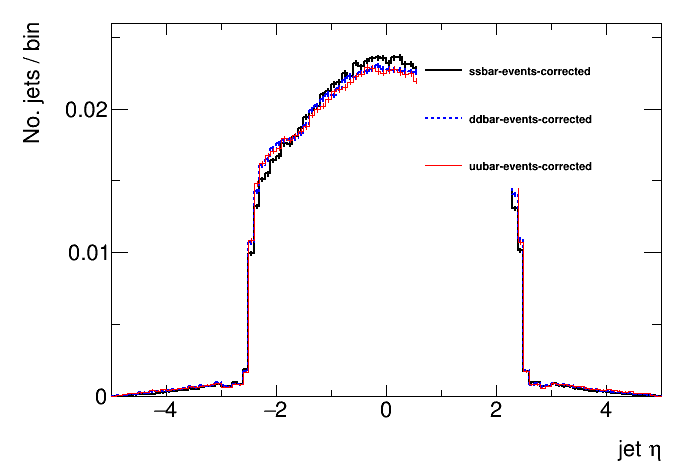 No. jets / bin
0.02
0.01
0
−4
−2
0
2
4
jet η
ssbar-events-corrected
ddbar-events-corrected
uubar-events-corrected